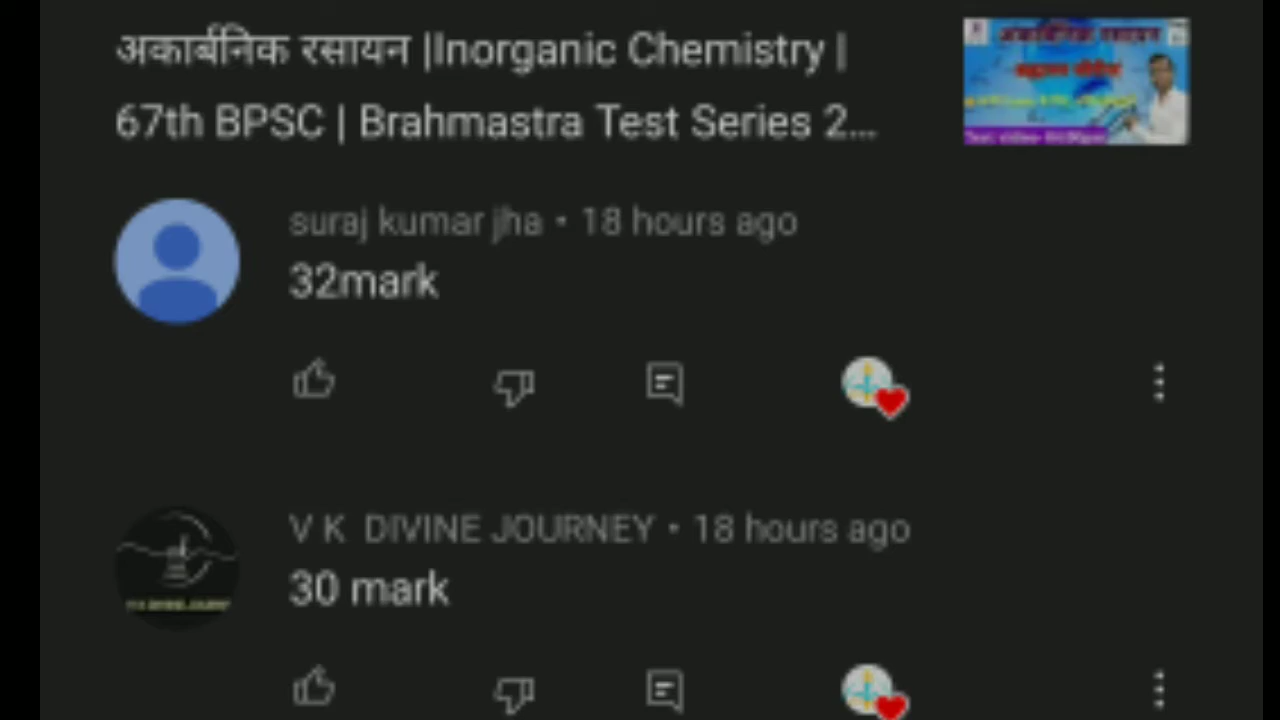 अकार्बनिक रसायन |Inorganic Chemistry |
67th BPSC | Brahmastra Test Series 2...
suraj kumar jha • 18 hours ago
32mark
V K DIVINE JOURNEY • 18 hours ago
30 mark